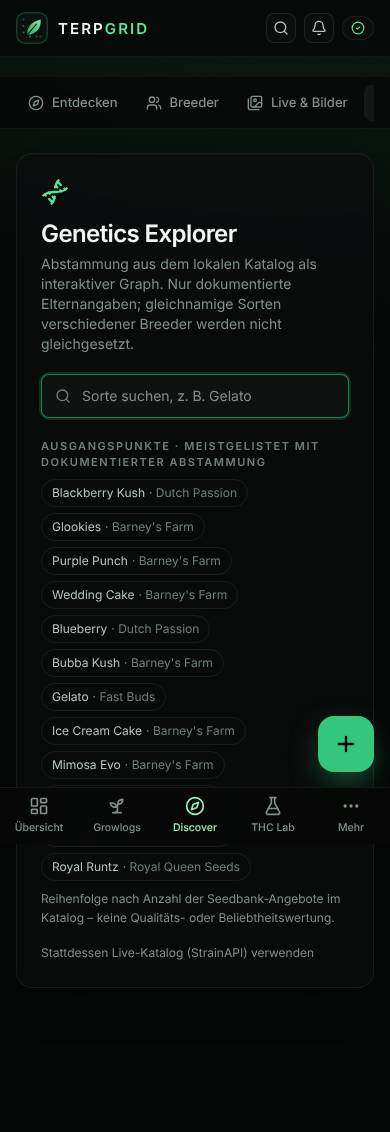 TERPGRID
Entdecken
Breeder
Live & Bilder
Genetics Explorer
Abstammung aus dem lokalen Katalog als
interaktiver Graph. Nur dokumentierte
Elternangaben; gleichnamige Sorten
verschiedener Breeder werden nicht
gleichgesetzt.
Sorte suchen, z. B. Gelato
AUSGANGSPUNKTE · MEISTGELISTET MIT
DOKUMENTIERTER ABSTAMMUNG
Blackberry Kush · Dutch Passion
Glookies · Barney's Farm
Purple Punch · Barney's Farm
Wedding Cake · Barney's Farm
Blueberry · Dutch Passion
Bubba Kush · Barney's Farm
Gelato · Fast Buds
Ice Cream Cake · Barney's Farm
Mimosa Evo · Barney's Farm
Übersicht
Growlogs
Discover
THC Lab
Mehr
Royal Runtz · Royal Queen Seeds
Reihenfolge nach Anzahl der Seedbank-Angebote im
Katalog – keine Qualitäts- oder Beliebtheitswertung.
Stattdessen Live-Katalog (StrainAPI) verwenden